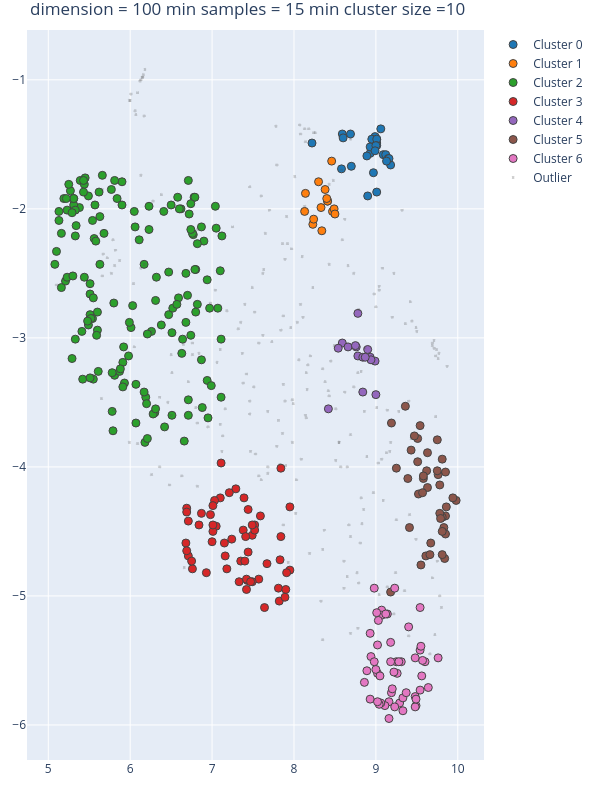 dimension = 100 min samples = 15 min cluster size =10
Cluster 0
Cluster 1
Cluster 2
Cluster 3
Cluster 4
Cluster 5
Cluster 6
Outlier
−1
−2
−3
−4
−5
−6
5 6 7 8 9 10